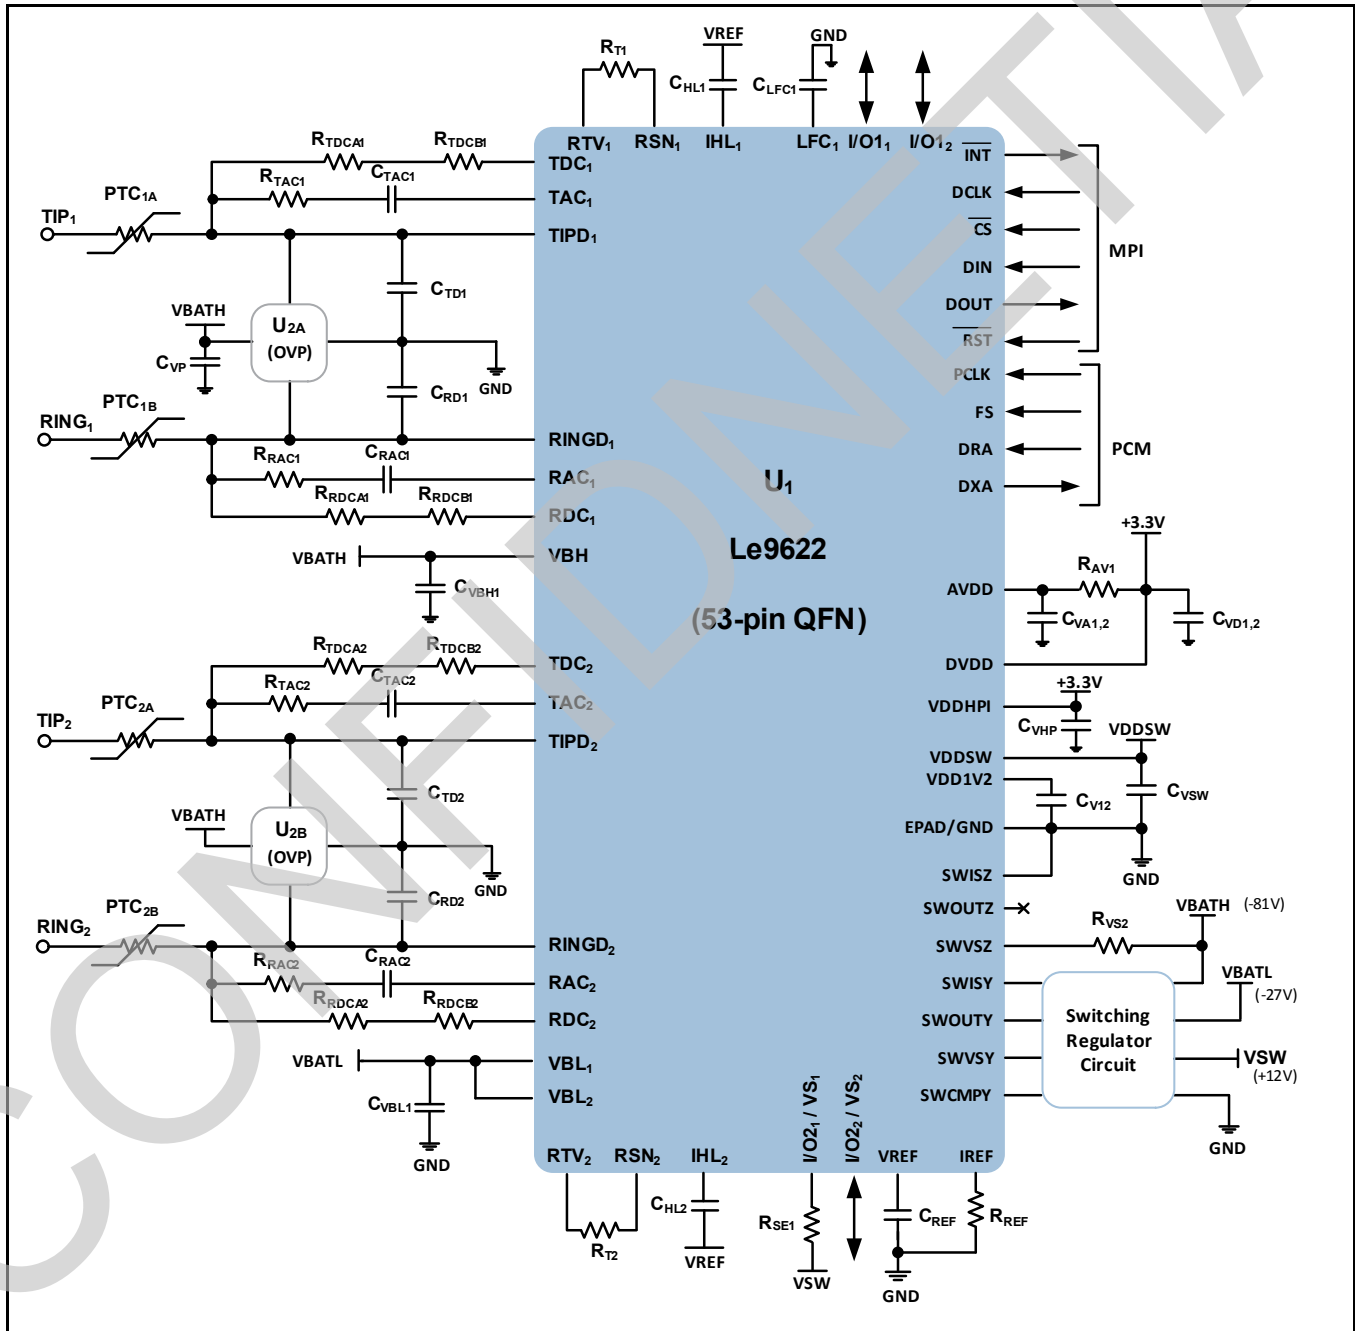 VREF
GND
RT1
CHL1
CLFC1
RTV1
RSN1
IHL1
LFC1
I/O11
I/O12
RTDCA1
RTDCB1
TDC1
RTAC1
CTAC1
TAC1
PTC1A
TIP1
TIPD1
CTD1
VBATH
U2A
(OVP)
CVP
GND
CRD1
PTC1B
RING1
RINGD1
RRAC1
CRAC1
RAC1
RRDCA1
RRDCB1
RDC1
VBATH
VBH
CVBH1
INT
DCLK
CS
DIN
DOUT
RST
MPI
PCLK
FS
DRA
DXA
PCM
U1
Le9622
(53-pin QFN)
+3.3V
RAV1
AVDD
CVA1,2
CVD1,2
DVDD
+3.3V
VDDHPI
CVHP
VDDSW
VDDSW
VDD1V2
CV12
CVSW
EPAD/GND
GND
SWISZ
SWOUTZ
VBATH
(-81V)
RVS2
SWVSZ
SWISY
VBATL
(-27V)
SWOUTY
Switching
Regulator
Circuit
SWVSY
VSW
(+12V)
SWCMPY
GND
RTDCA2
RTDCB2
TDC2
RTAC2
CTAC2
TAC2
PTC2A
TIP2
TIPD2
CTD2
VBATH
U2B
(OVP)
GND
CRD2
PTC2B
RING2
RINGD2
RRAC2
CRAC2
RAC2
RRDCA2
RRDCB2
RDC2
VBATL
VBL1
VBL2
CVBL1
GND
RTV2
RSN2
IHL2
I/O21 / VS1
I/O22 / VS2
VREF
IREF
RT2
CHL2
VREF
RSE1
VSW
CREF
RREF
GND
CONFIDNETIA